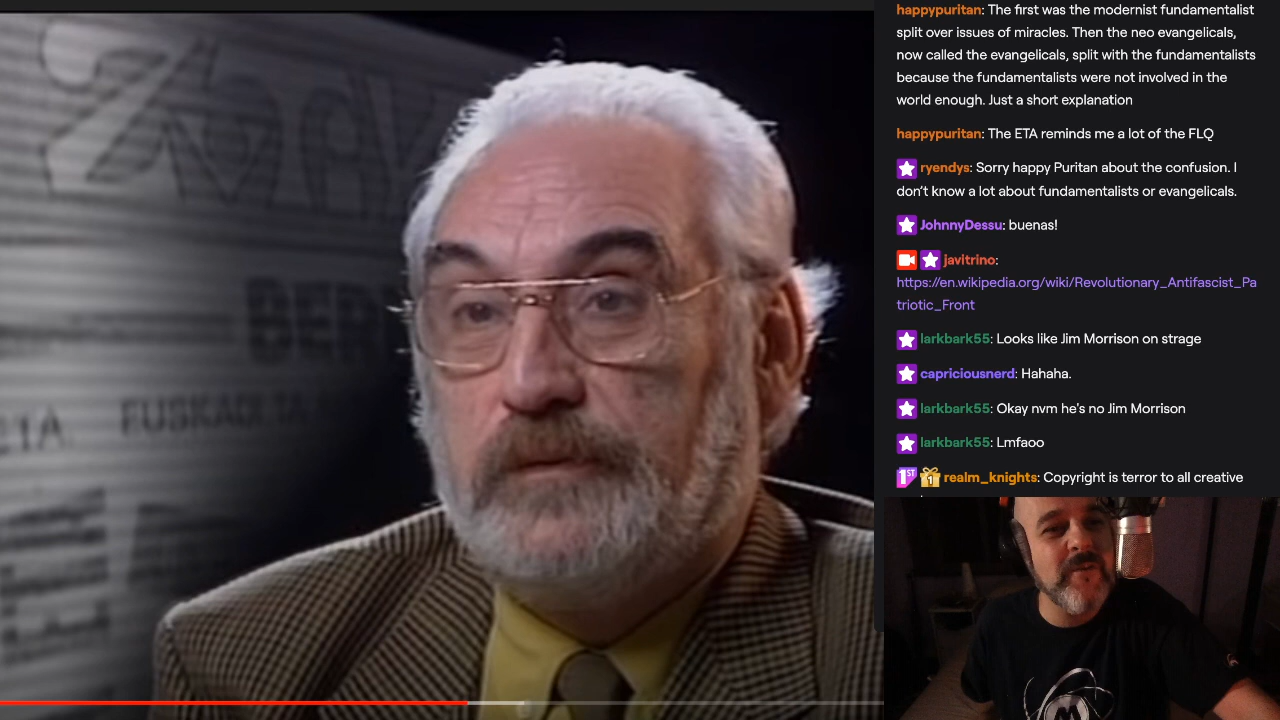 happypuritan: The first was the modernist fundamentalist
split over issues of miracles. Then the neo evangelicals,
now called the evangelicals, split with the fundamentalists
because the fundamentalists were not involved in the
world enough. Just a short explanation
happypuritan: The ETA reminds me a lot of the FLQ
ryendys: Sorry happy Puritan about the confusion. I
don't know a lot about fundamentalists or evangelicals.
JohnnyDessu: buenas!
javitrino:
https://en.wikipedia.org/wiki/Revolutionary_Antifascist_Pa
triotic_Front
larkbark55: Looks like Jim Morrison on strage
capriciousnerd: Hahaha.
larkbark55: Okay nvm he's no Jim Morrison
larkbark55: Lmfaoo
1ST 1 realm_knights: Copyright is terror to all creative